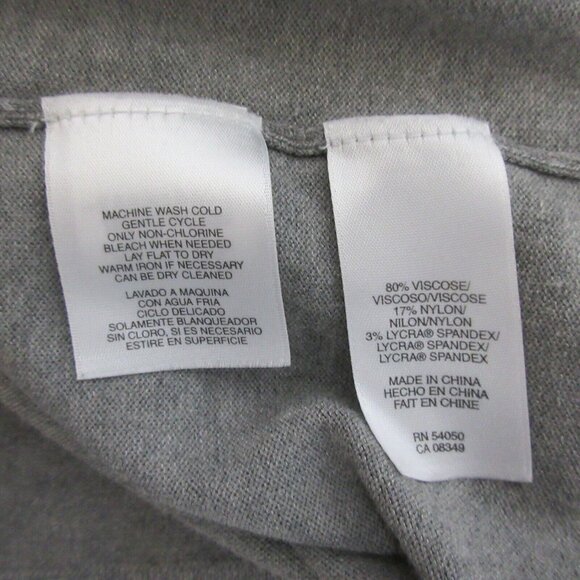 MACHINE WASH COLD
GENTLE CYCLE
ONLY NON-CHLORINE
BLEACH WHEN NEEDED
LAY FLAT TO DRY
WARM IRON IF NECESSARY
CAN BE DRY CLEANED
LAVADO A MAQUINA
CON AGUA FRIA
CICLO DELICADO
SOLAMENTE BLANQUEADOR
SIN CLORO, SI ES NECESARIO
ESTIRE EN SUPERFICIE
80% VISCOSE/
VISCOSO/VISCOSE
17% NYLON/
NILON/NYLON
3% LYCRA® SPANDEX/
LYCRA® SPANDEX/
LYCRA® SPANDEX
MADE IN CHINA
HECHO EN CHINA
FAIT EN CHINE
RN 54050
CA 08349